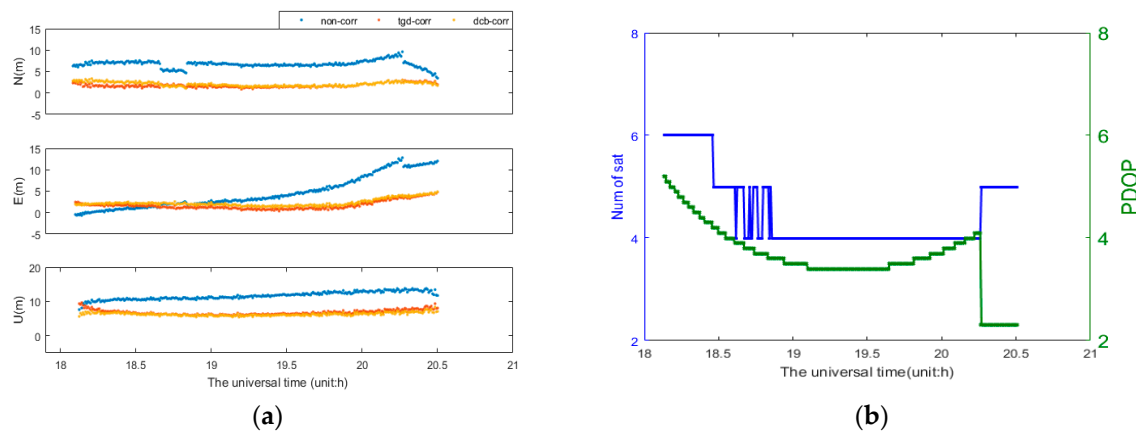 non-corr tgd-corr dcb-corr
15
10
5
0
-5
N(m)
15
10
5
0
-5
E(m)
20
10
0
U(m)
18 18.5 19 19.5 20 20.5 21
The universal time (unit:h)
(a)
8
6
4
2
Num of sat
8
6
4
2
PDOP
18 18.5 19 19.5 20 20.5 21
The universal time(unit:h)
(b)